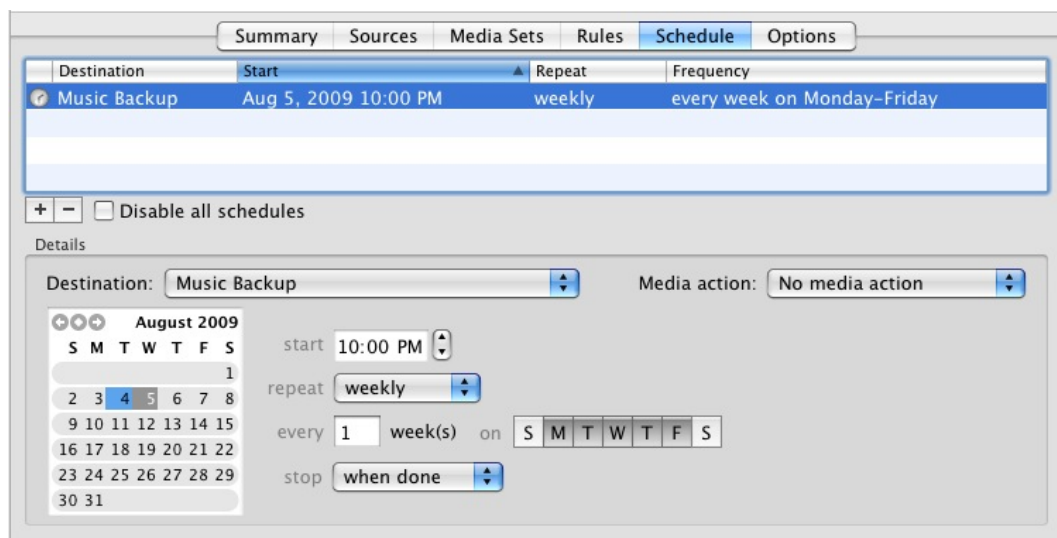 Summary Sources Media Sets Rules Schedule Options
Destination Start Repeat Frequency
Music Backup Aug 5, 2009 10:00 PM weekly every week on Monday–Friday
+ − Disable all schedules
Details
Destination: Music Backup Media action: No media action
August 2009
S M T W T F S
1
2 3 4 5 6 7 8
9 10 11 12 13 14 15
16 17 18 19 20 21 22
23 24 25 26 27 28 29
30 31
start 10:00 PM
repeat weekly
every 1 week(s) on S M T W T F S
stop when done